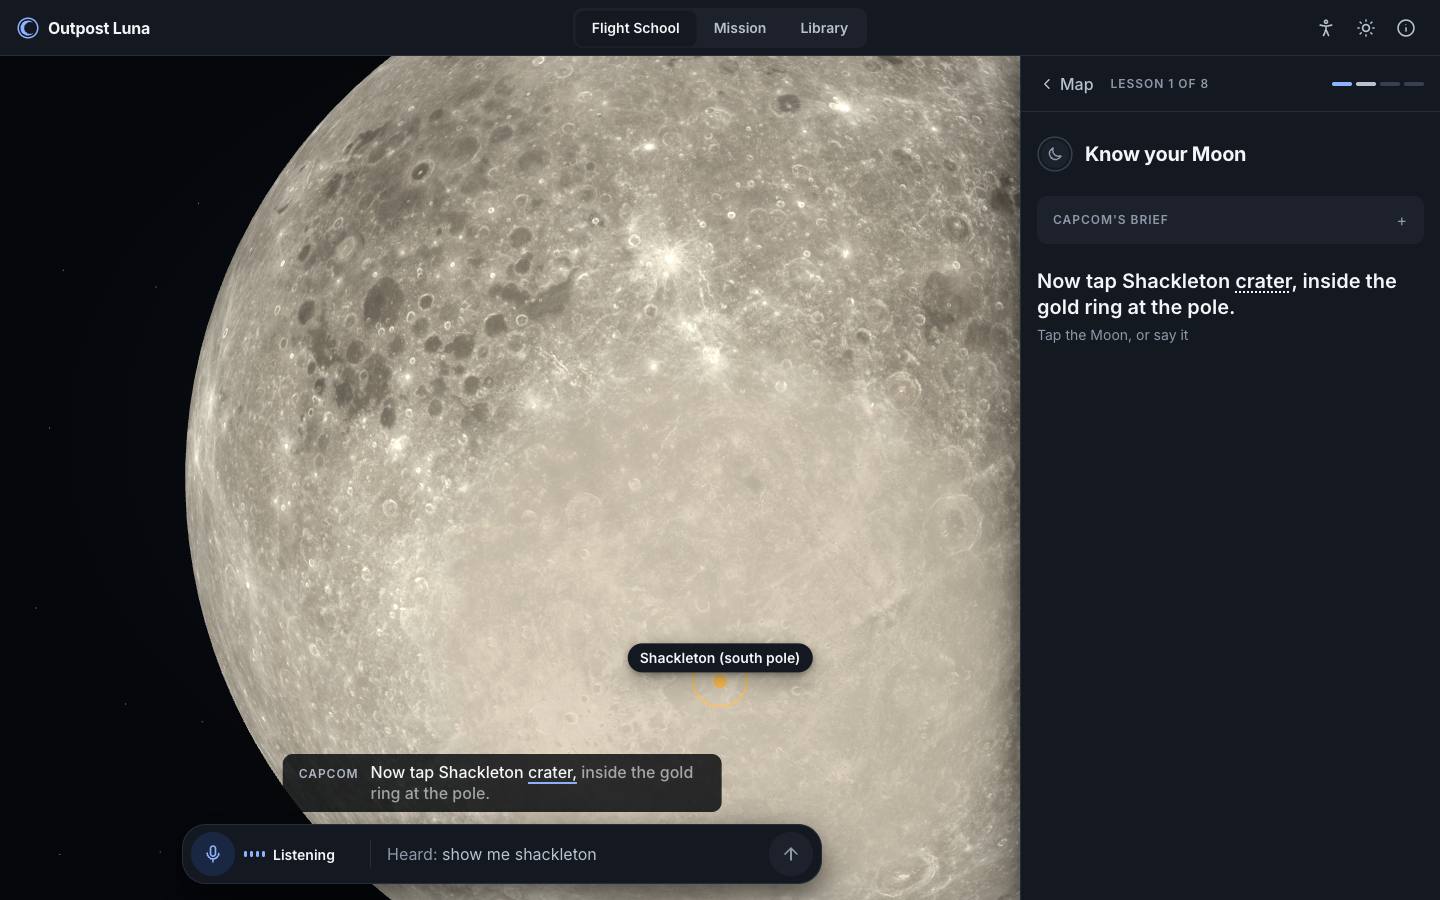 Outpost Luna
Flight School
Mission
Library
Map
LESSON 1 OF 8
Know your Moon
CAPCOM'S BRIEF +
Now tap Shackleton crater, inside the
gold ring at the pole.
Tap the Moon, or say it
Shackleton (south pole)
CAPCOM Now tap Shackleton crater, inside the gold
ring at the pole.
Listening
Heard: show me shackleton